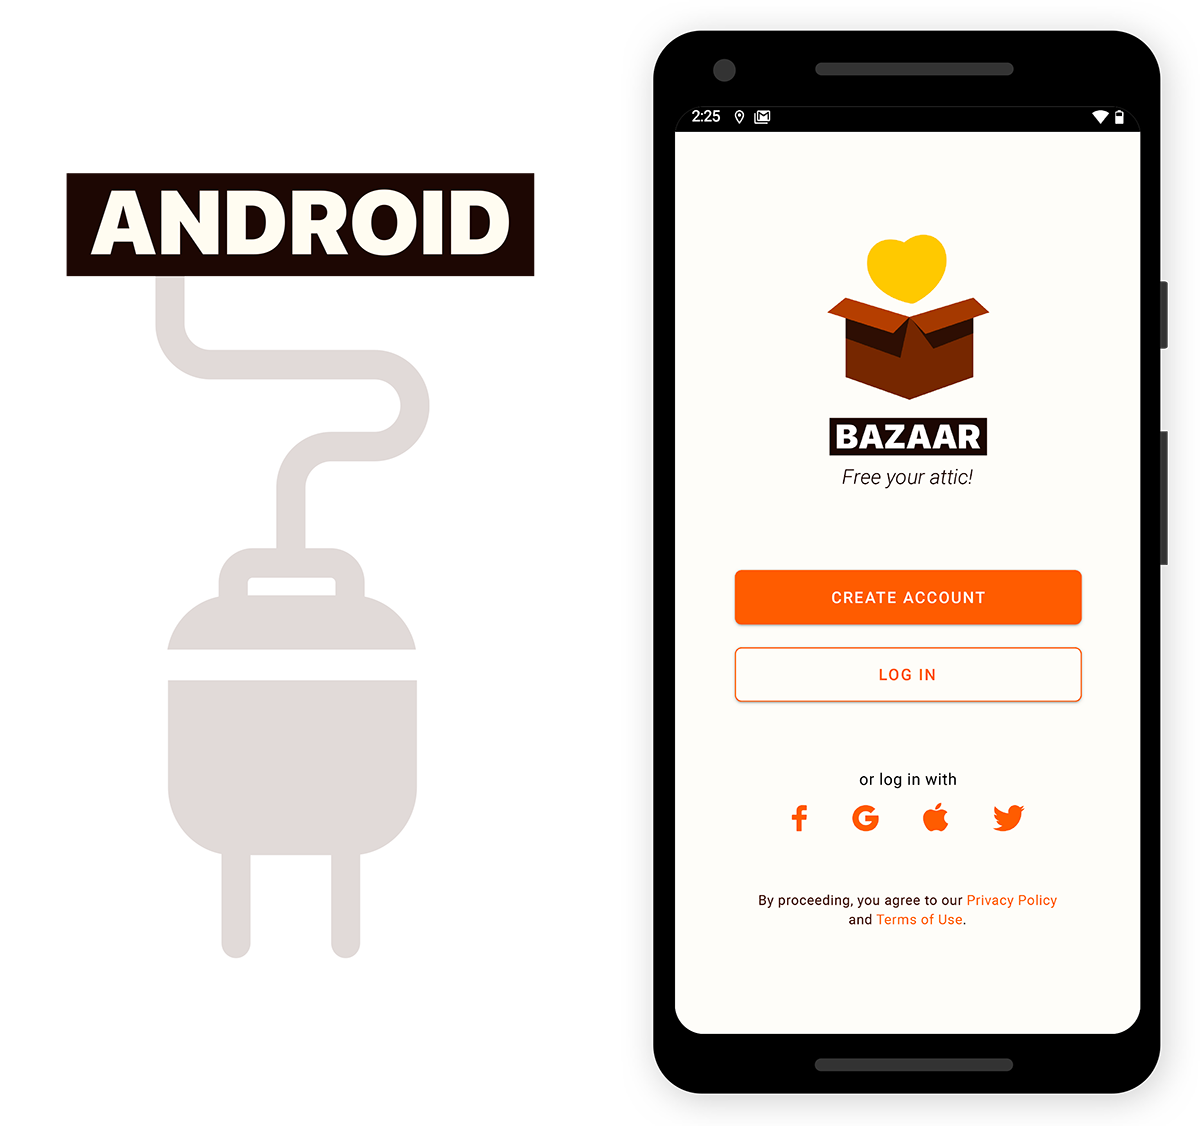 ANDROID
2:25
BAZAAR
Free your attic!
CREATE ACCOUNT
LOG IN
or log in with
By proceeding, you agree to our Privacy Policy
and Terms of Use.